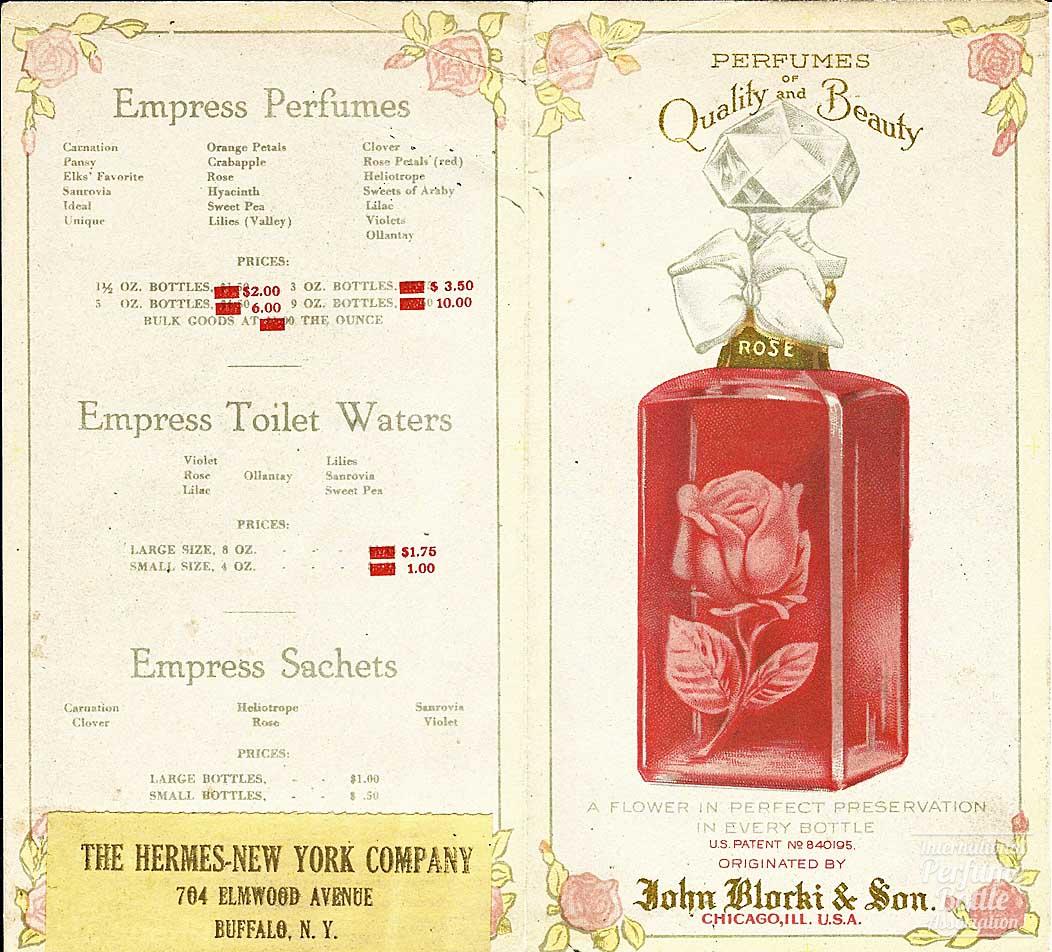 Empress Perfumes
Carnation Orange Petals Clover
Pansy Crabapple Rose Petals (red)
Elks' Favorite Rose Heliotrope
Sanrovia Hyacinth Sweets of Araby
Ideal Sweet Pea Lilac
Unique Lilies (Valley) Violets
Ollantay
PRICES:
1½ OZ. BOTTLES, $2.00 3 OZ. BOTTLES, $ 3.50
5 OZ. BOTTLES, 6.00 9 OZ. BOTTLES, 10.00
BULK GOODS AT THE OUNCE
Empress Toilet Waters
Violet Lilies
Rose Ollantay Sanrovia
Lilac Sweet Pea
PRICES:
LARGE SIZE, 8 OZ. - - - $1.75
SMALL SIZE, 4 OZ. - - - 1.00
Empress Sachets
Carnation Heliotrope Sanrovia
Clover Rose Violet
PRICES:
LARGE BOTTLES, - - $1.00
SMALL BOTTLES, - - $ .50
THE HERMES-NEW YORK COMPANY
704 ELMWOOD AVENUE
BUFFALO, N. Y.
PERFUMES
OF
Quality and Beauty
ROSE
A FLOWER IN PERFECT PRESERVATION
IN EVERY BOTTLE
U.S. PATENT No 840195.
ORIGINATED BY
John Blocki & Son.
CHICAGO, ILL. U.S.A.
International
Perfume
Bottle
Association